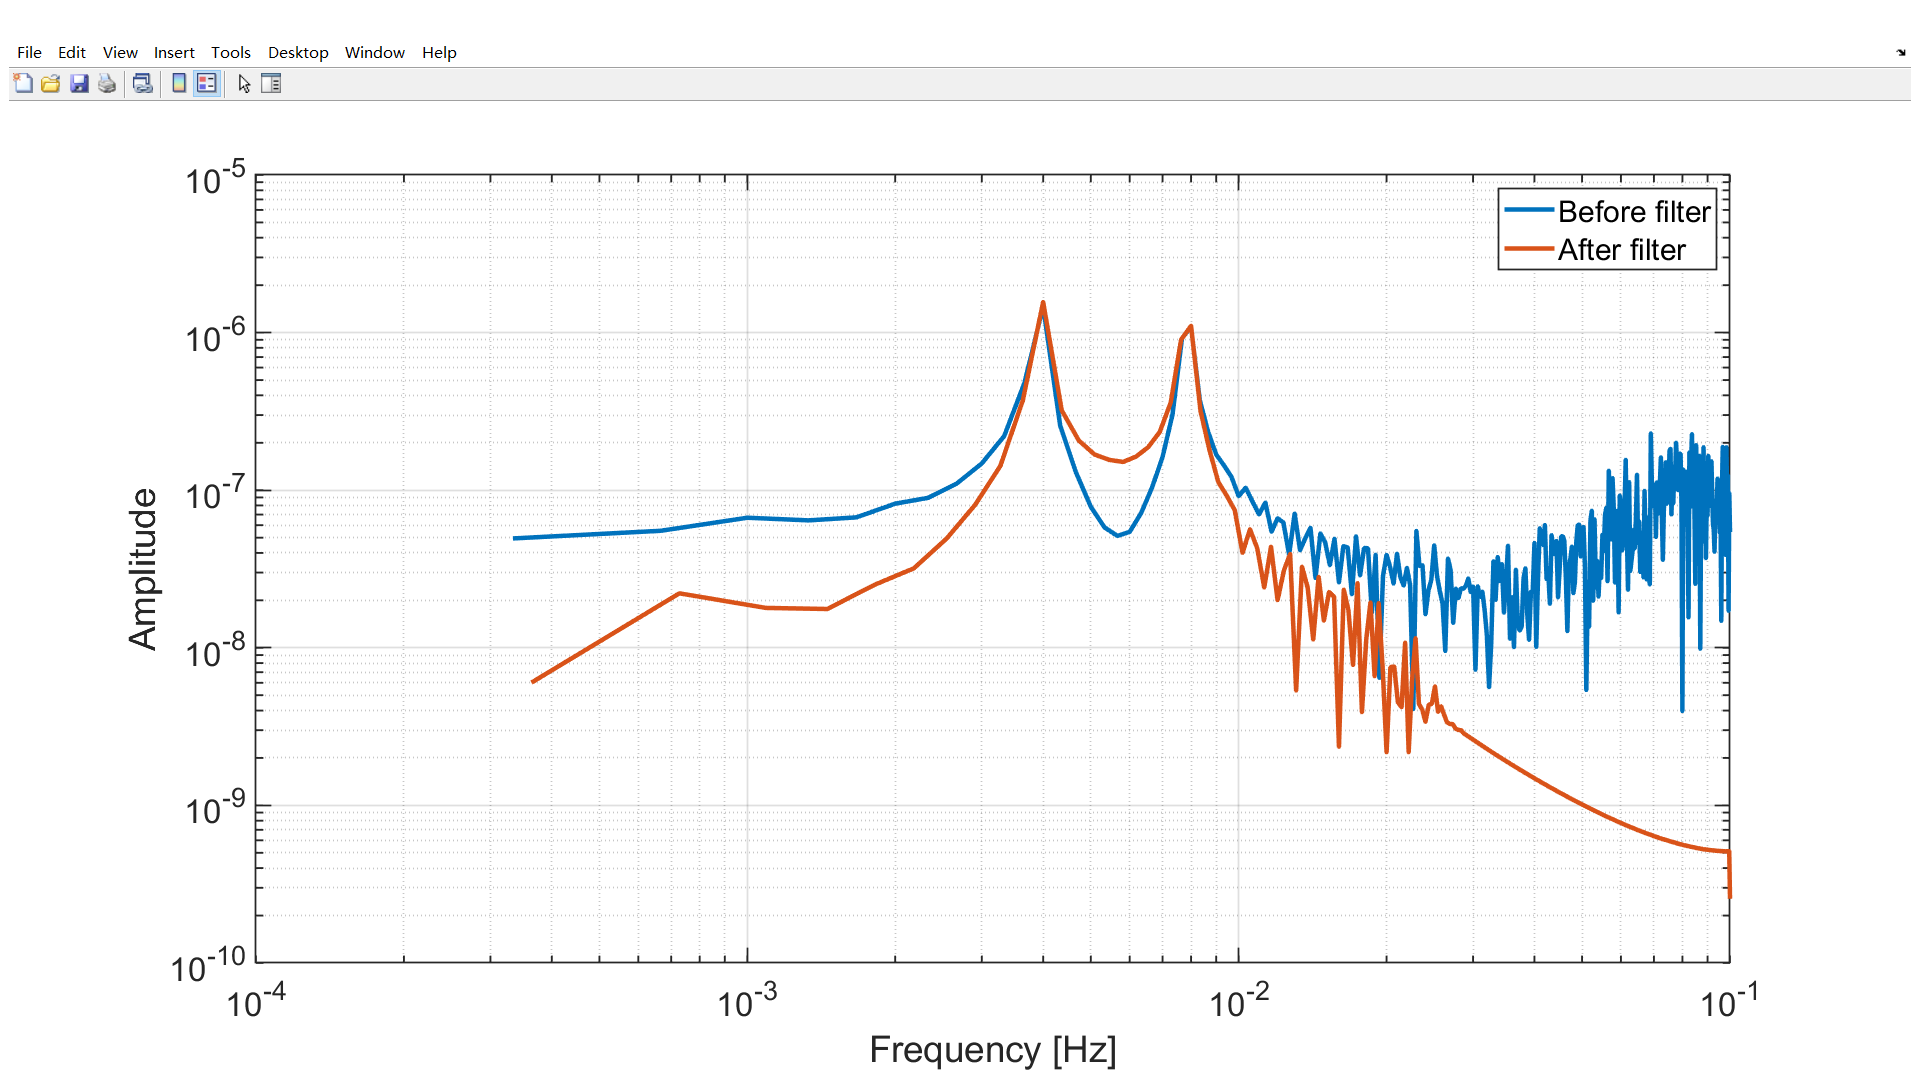 File Edit View Insert Tools Desktop Window Help
10-5
Before filter
After filter
10-6
10-7
10-8
10-9
10-10
Amplitude
10-4 10-3 10-2 10-1
Frequency [Hz]